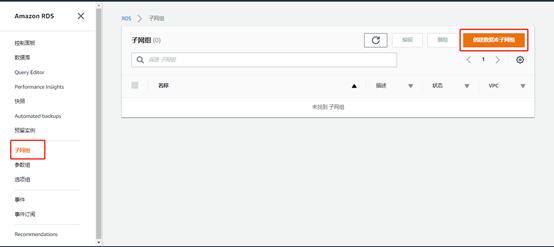 Amazon RDS
控制面板
数据库
Query Editor
Performance Insights
快照
Automated backups
预留实例
子网组
参数组
选项组
事件
事件订阅
Recommendations
RDS > 子网组
子网组 (0)
编辑
删除
创建数据库子网组
筛选 子网组
1
名称
描述
状态
VPC
未找到 子网组